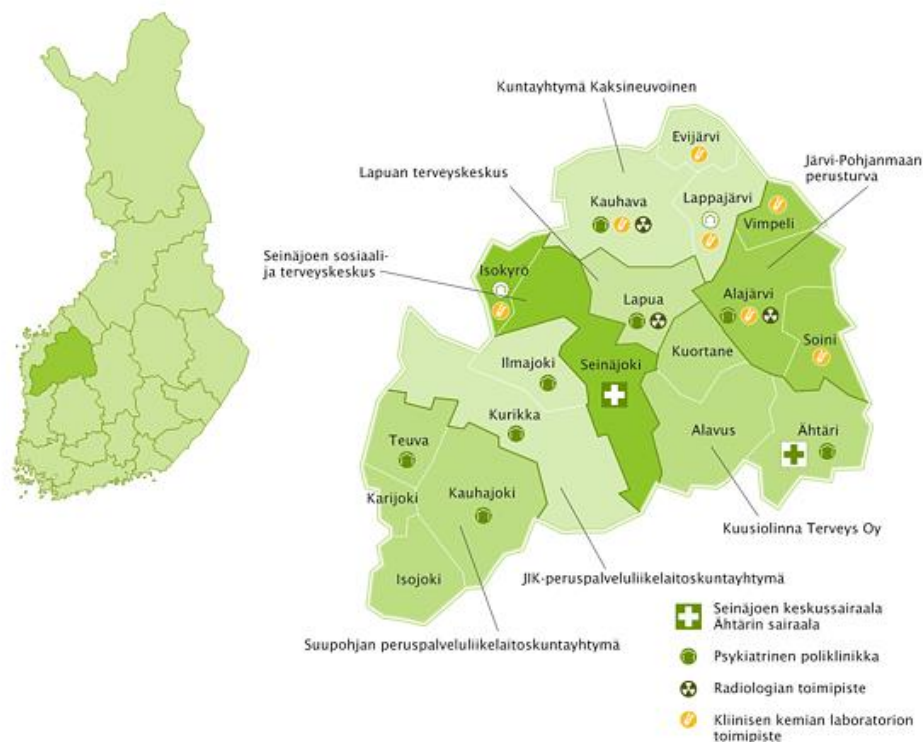 Kuntayhtymä Kaksineuvoinen
Evijärvi
Järvi-Pohjanmaan
perusturva
Lapuan terveyskeskus
Kauhava
Lappajärvi
Vimpeli
Seinäjoen sosiaali-
ja terveyskeskus
Isokyrö
Lapua
Alajärvi
Soini
Kuortane
Ilmajoki
Seinäjoki
Kurikka
Alavus
Ähtäri
Teuva
Karijoki
Kauhajoki
Kuusiolinna Terveys Oy
Isojoki
JIK-peruspalveluliikelaitoskuntayhtymä
Suupohjan peruspalveluliikelaitoskuntayhtymä
Seinäjoen keskussairaala
Ähtärin sairaala
Psykiatrinen poliklinikka
Radiologian toimipiste
Kliinisen kemian laboratorion
toimipiste